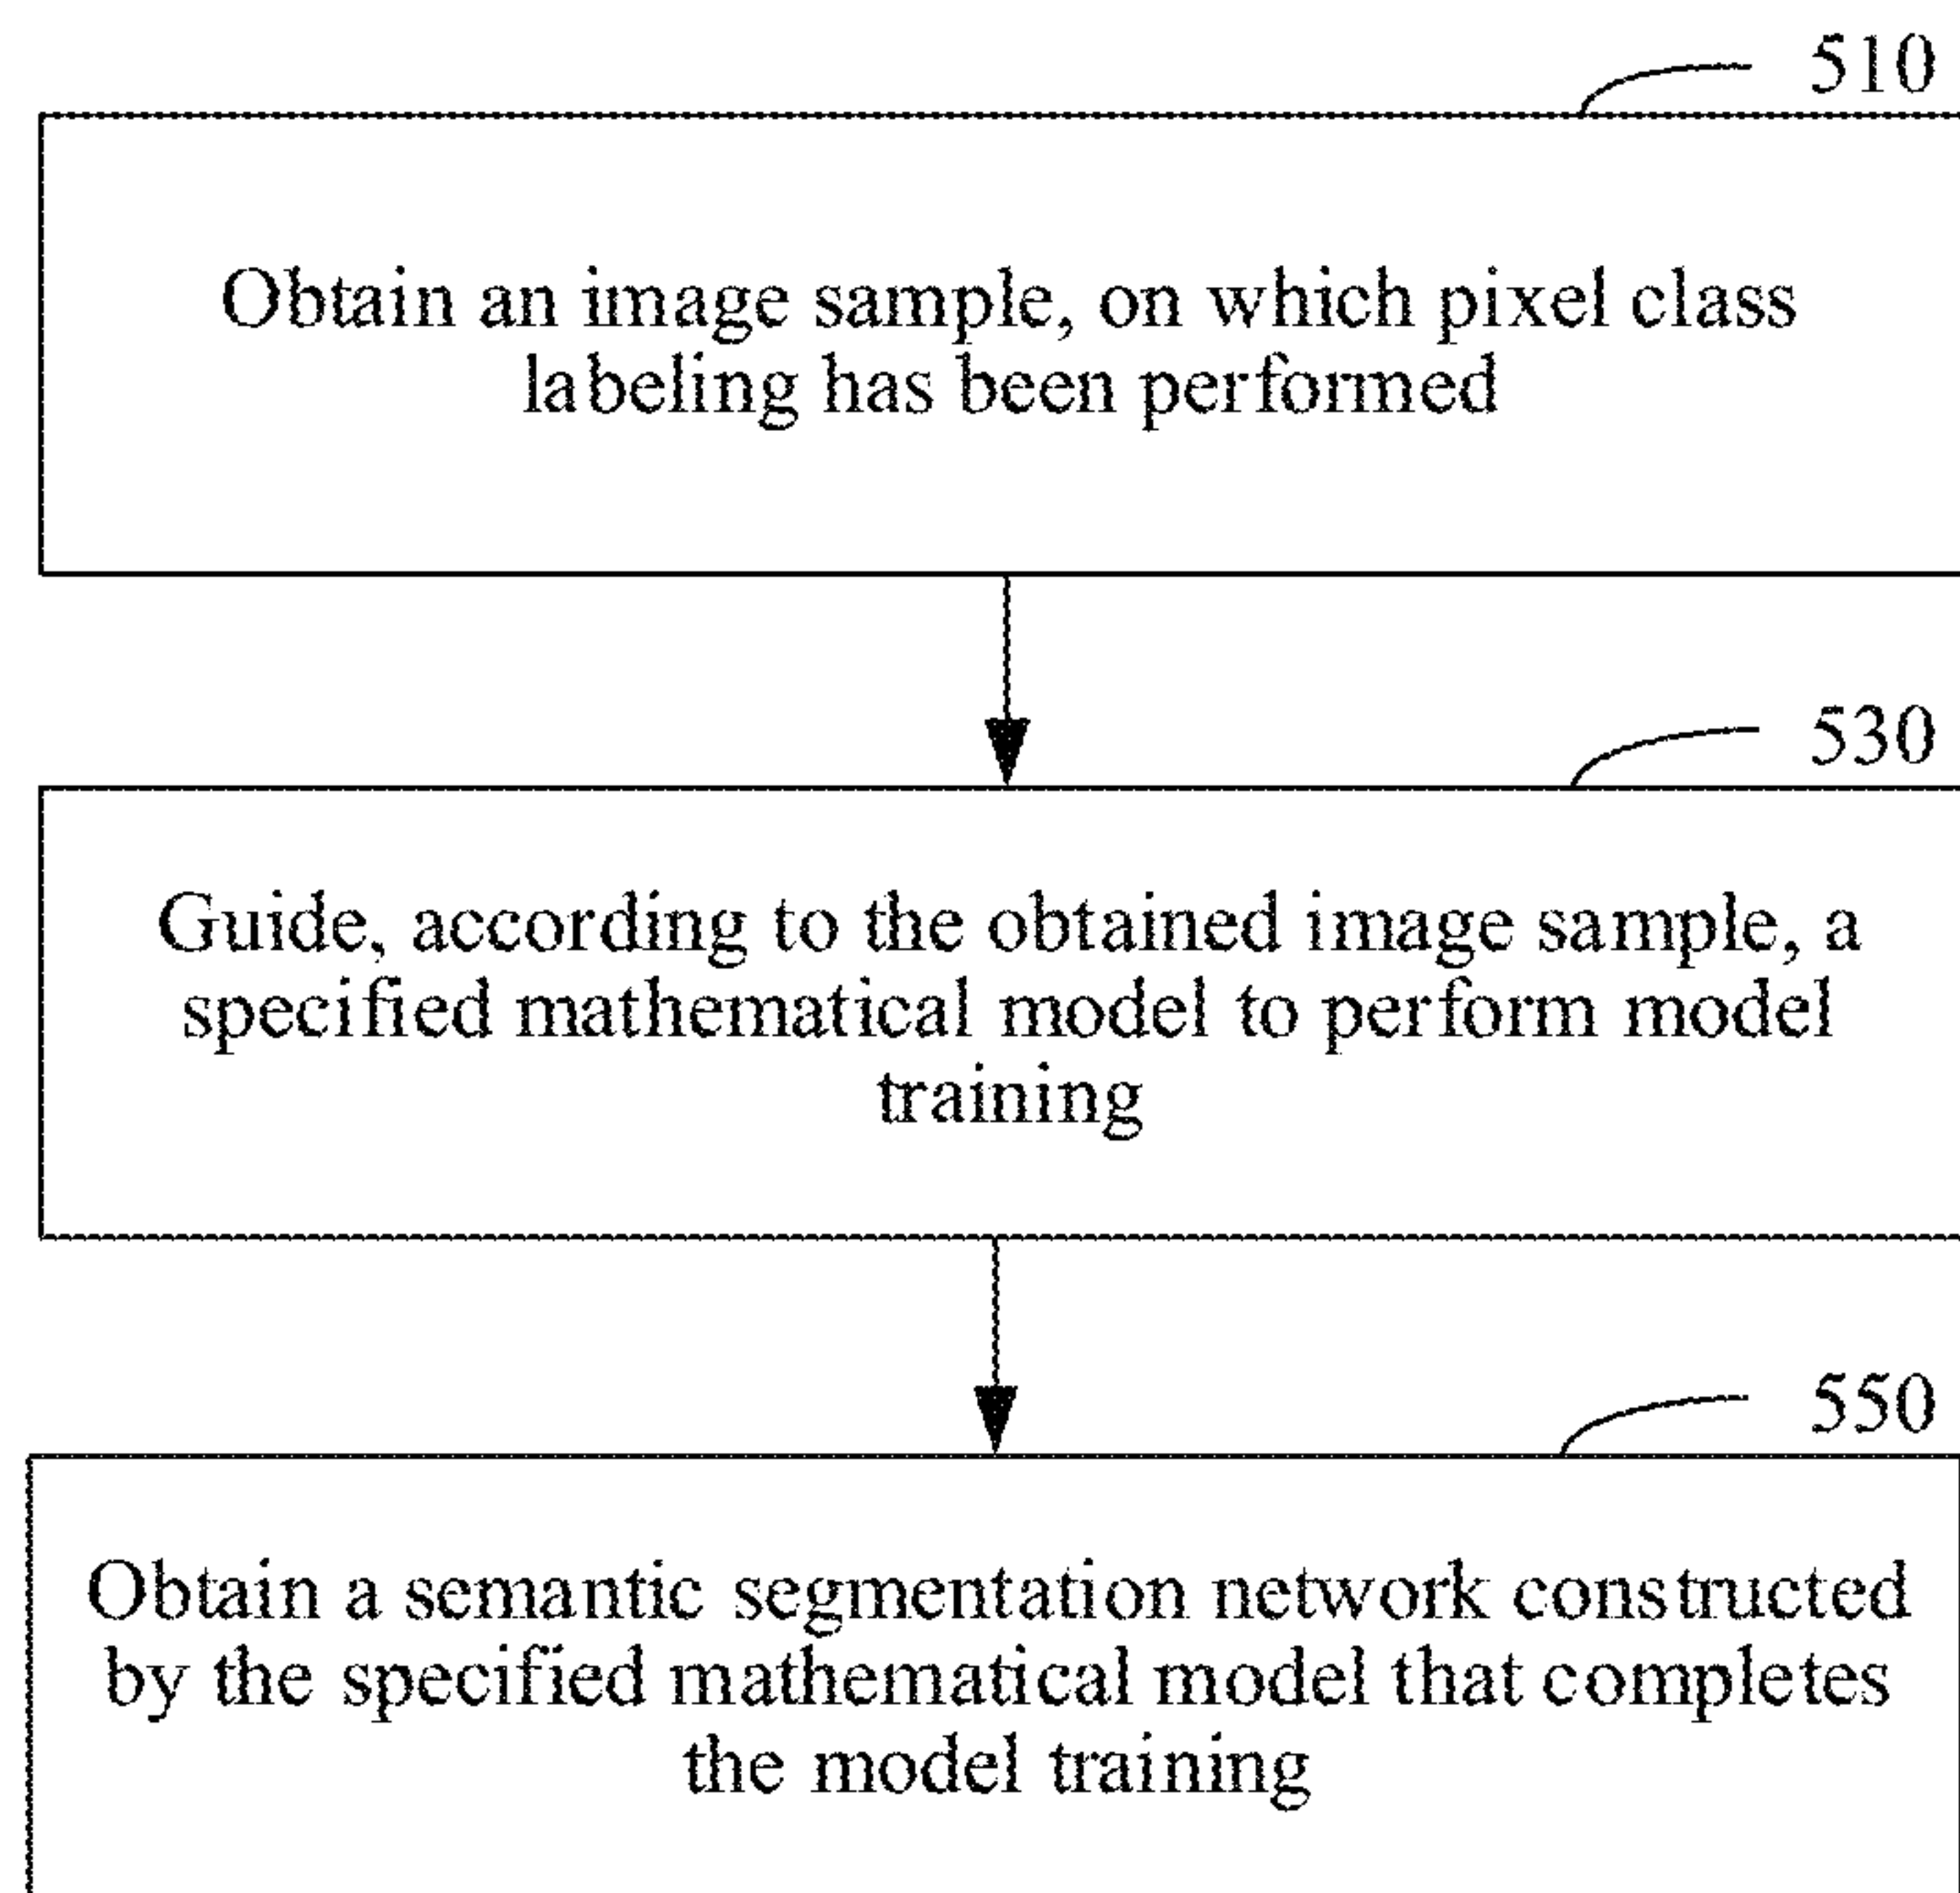 510
Obtain an image sample, on which pixel class
labeling has been performed
530
Guide, according to the obtained image sample, a
specified mathematical model to perform model
training
550
Obtain a semantic segmentation network constructed
by the specified mathematical model that completes
the model training